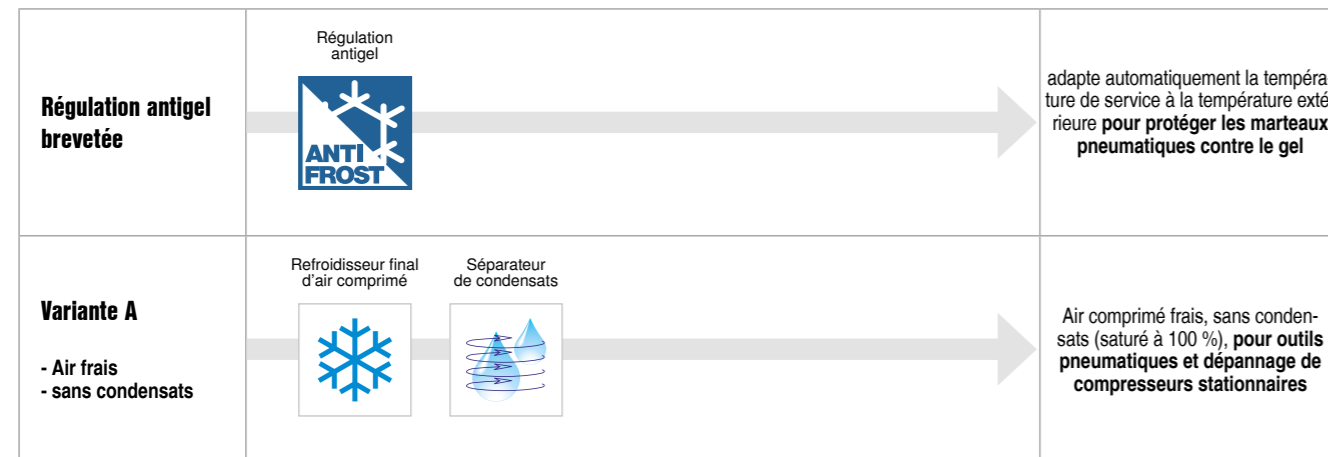 Régulation antigel
brevetée
Régulation
antigel
ANTI
FROST
adapte automatiquement la tempéra-
ture de service à la température exté-
rieure pour protéger les marteaux
pneumatiques contre le gel
Variante A
- Air frais
- sans condensats
Refroidisseur final
d'air comprimé
Séparateur
de condensats
Air comprimé frais, sans conden-
sats (saturé à 100 %), pour outils
pneumatiques et dépannage de
compresseurs stationnaires